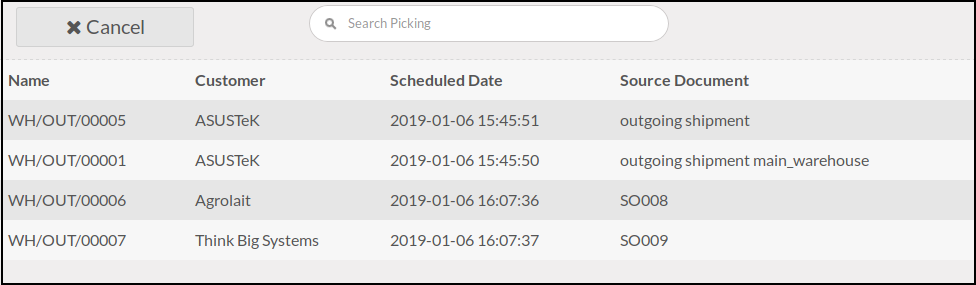 ✖ Cancel Search Picking
Name Customer Scheduled Date Source Document
WH/OUT/00005 ASUSTeK 2019-01-06 15:45:51 outgoing shipment
WH/OUT/00001 ASUSTeK 2019-01-06 15:45:50 outgoing shipment main_warehouse
WH/OUT/00006 Agrolait 2019-01-06 16:07:36 SO008
WH/OUT/00007 Think Big Systems 2019-01-06 16:07:37 SO009